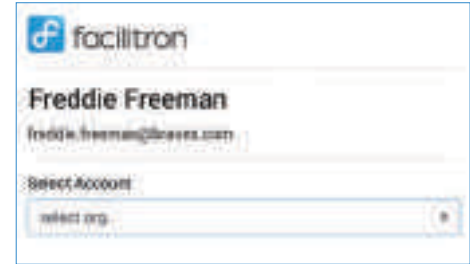 facilitron
Freddie Freeman
freddie.freeman@braves.com
Select Account
select org.